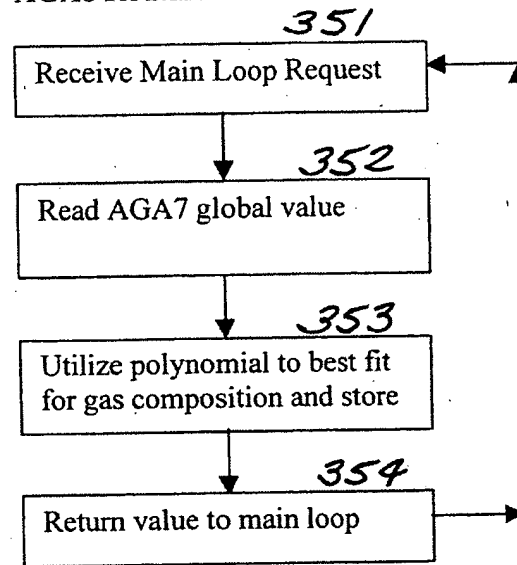 351
Receive Main Loop Request
352
Read AGA7 global value
353
Utilize polynomial to best fit
for gas composition and store
354
Return value to main loop